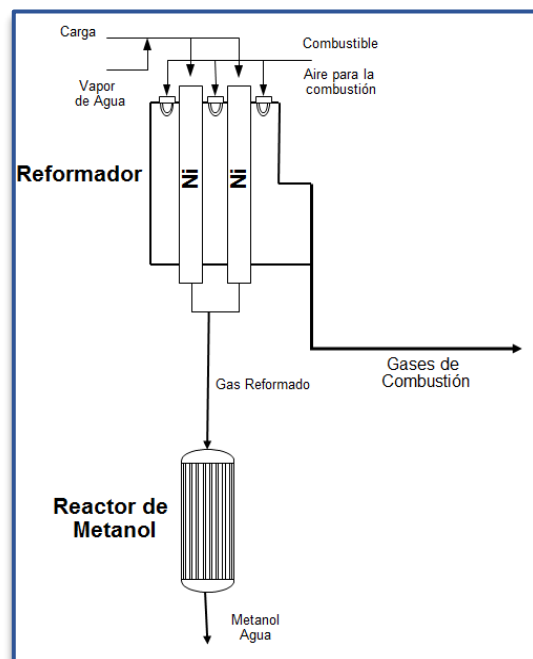 Carga
Combustible
Vapor
de Agua
Aire para la
combustión
Reformador
Ni
Ni
Gases de
Combustión
Gas Reformado
Reactor de
Metanol
Metanol
Agua